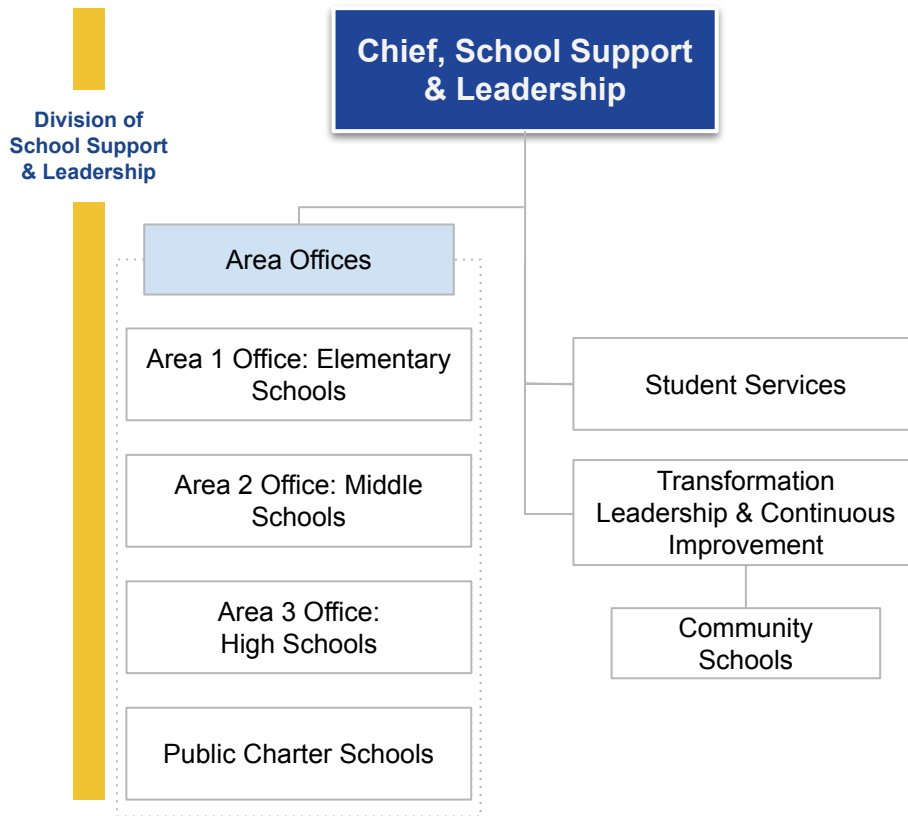 Chief, School Support
& Leadership
Division of
School Support
& Leadership
Area Offices
Area 1 Office: Elementary
Schools
Area 2 Office: Middle
Schools
Area 3 Office:
High Schools
Public Charter Schools
Student Services
Transformation
Leadership & Continuous
Improvement
Community
Schools